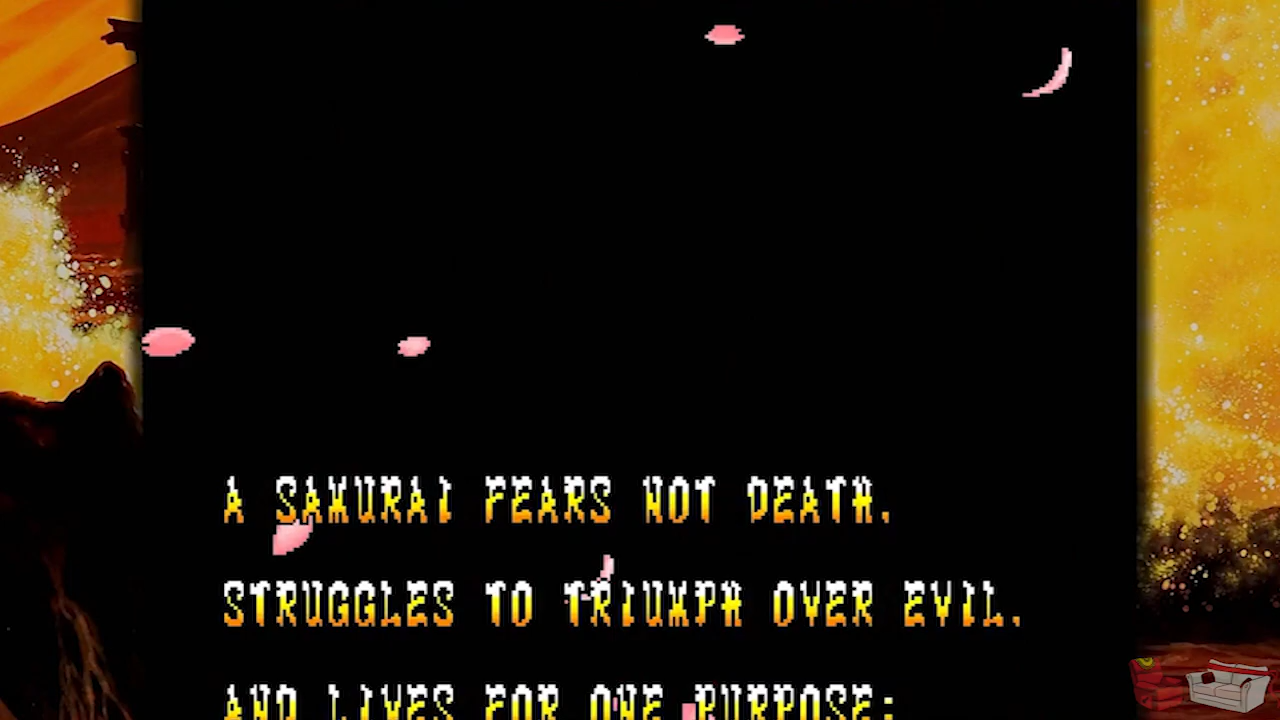 A SAMURAI FEARS NOT DEATH.
STRUGGLES TO TRIUMPH OVER EVIL.
AND LIVES FOR ONE PURPOSE: